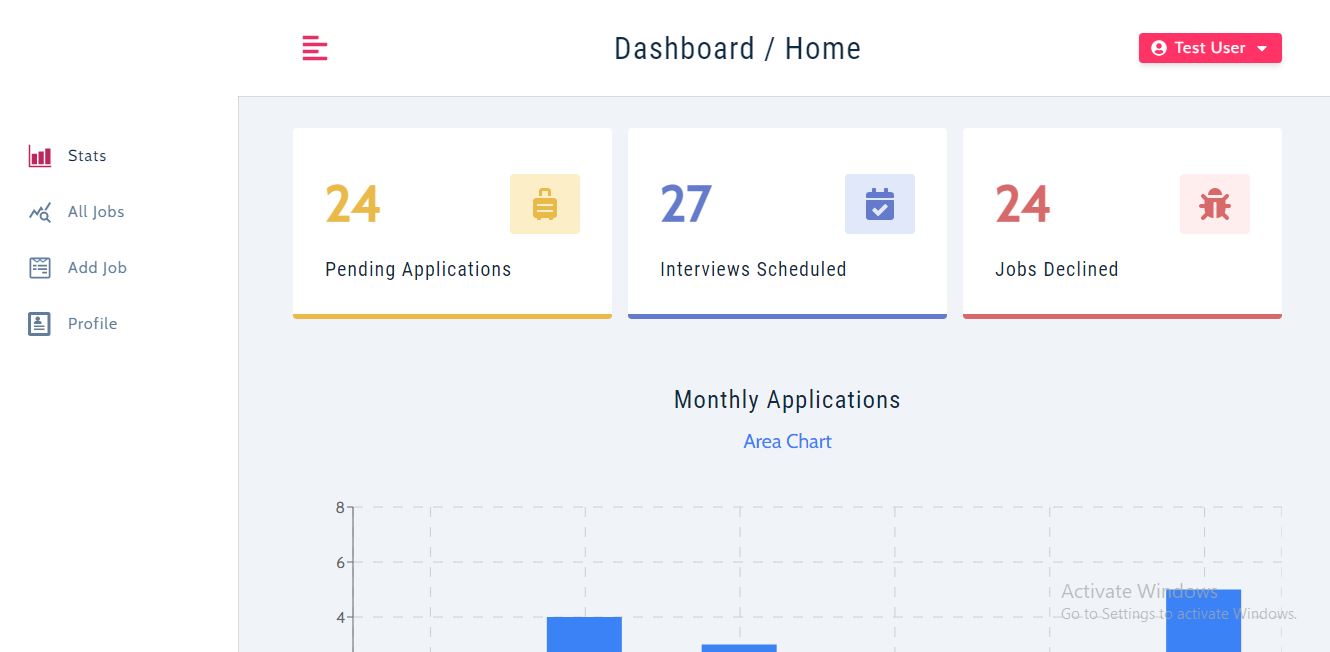 Dashboard / Home
Test User
Stats
All Jobs
Add Job
Profile
24
Pending Applications
27
Interviews Scheduled
24
Jobs Declined
Monthly Applications
Area Chart
8
6
4
Activate Windows
Go to Settings to activate Windows.